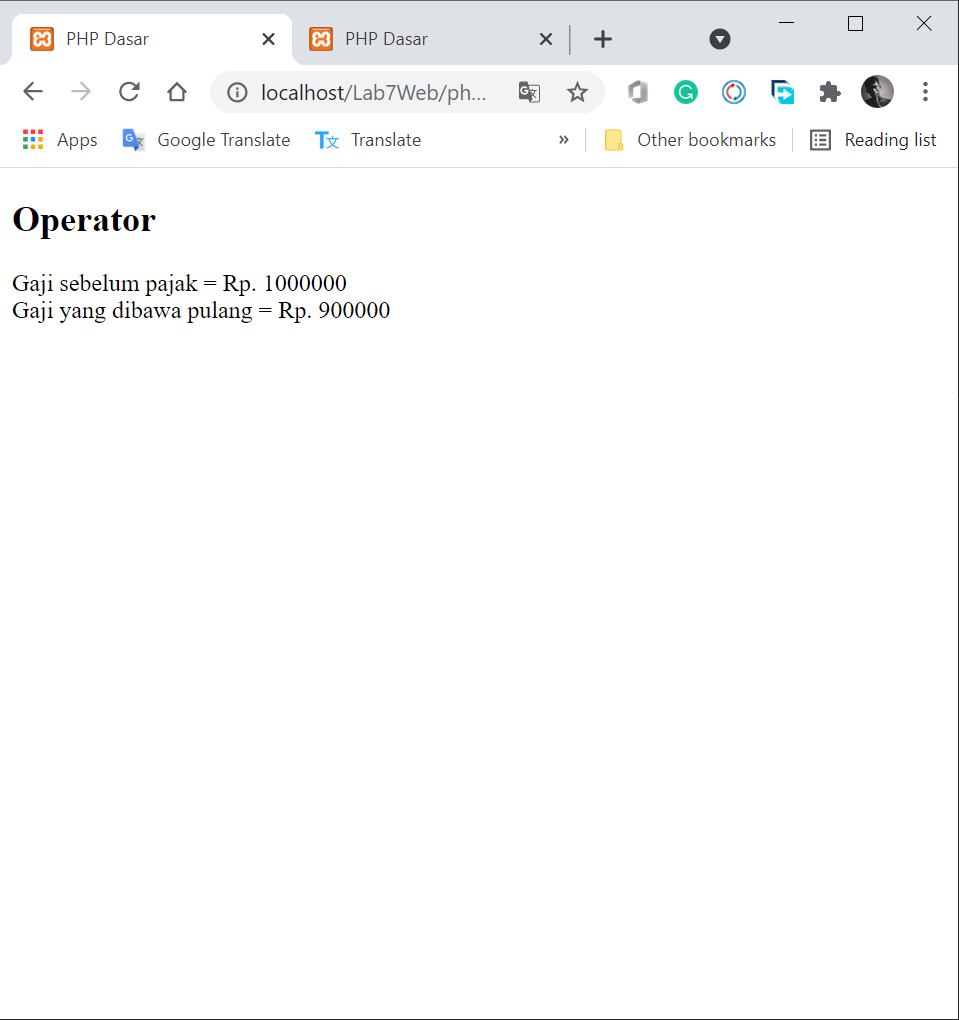 PHP Dasar PHP Dasar
localhost/Lab7Web/ph...
Apps Google Translate Translate » Other bookmarks Reading list
Operator
Gaji sebelum pajak = Rp. 1000000
Gaji yang dibawa pulang = Rp. 900000